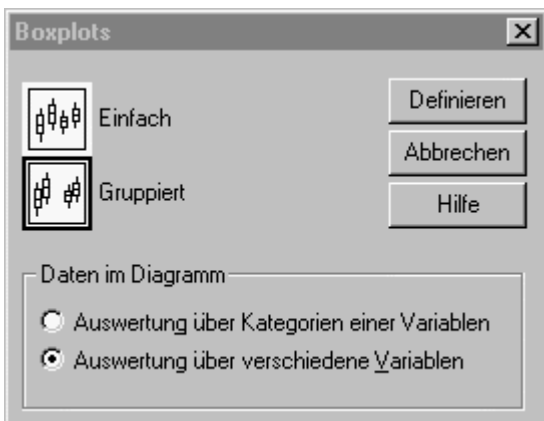 Boxplots
Einfach
Gruppiert
Definieren
Abbrechen
Hilfe
Daten im Diagramm
Auswertung über Kategorien einer Variablen
Auswertung über verschiedene Variablen